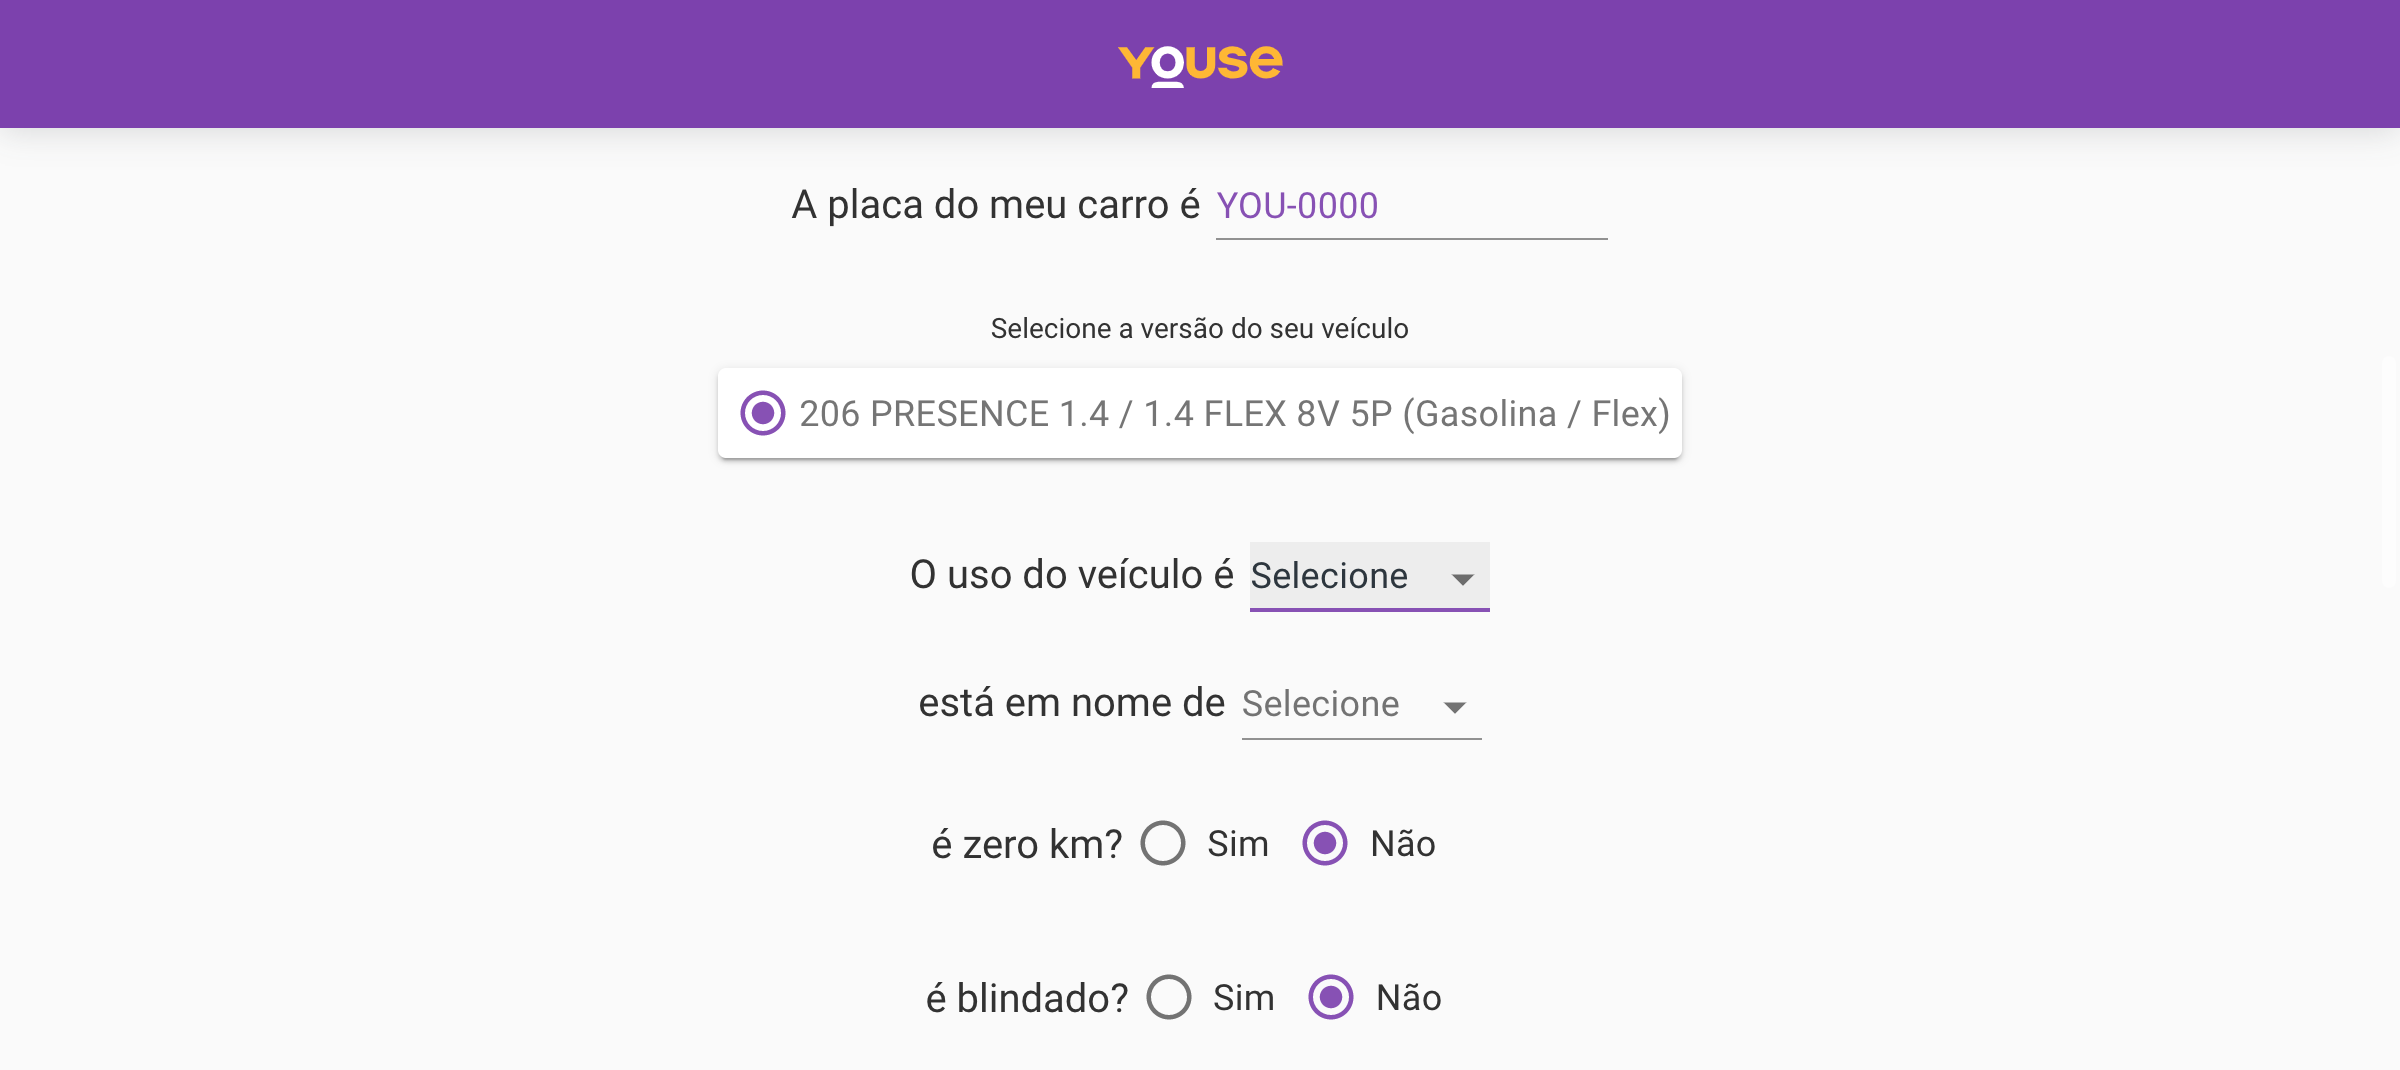 YOUSE
A placa do meu carro é YOU-0000
Selecione a versão do seu veículo
206 PRESENCE 1.4 / 1.4 FLEX 8V 5P (Gasolina / Flex)
O uso do veículo é Selecione
está em nome de Selecione
é zero km? Sim Não
é blindado? Sim Não